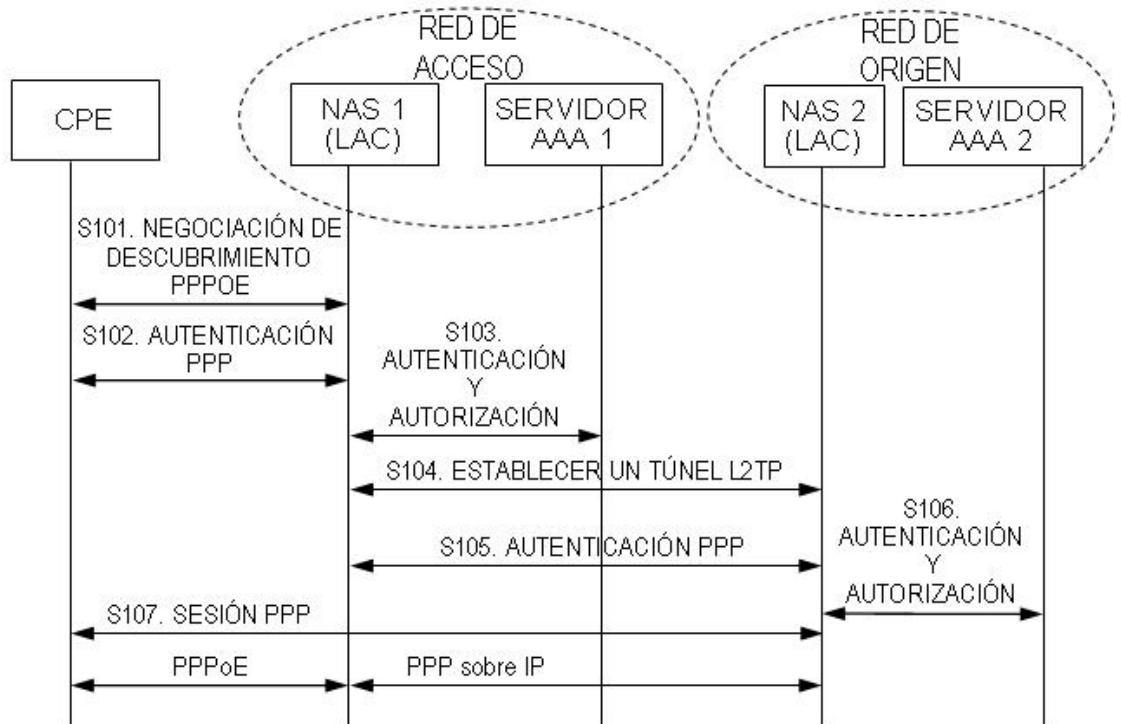 RED DE
ACCESO
RED DE
ORIGEN
CPE
NAS 1
(LAC)
SERVIDOR
AAA 1
NAS 2
(LAC)
SERVIDOR
AAA 2
S101. NEGOCIACIÓN DE
DESCUBRIMIENTO
PPPOE
S102. AUTENTICACIÓN
PPP
S103.
AUTENTICACIÓN
Y
AUTORIZACIÓN
S104. ESTABLECER UN TÚNEL L2TP
S105. AUTENTICACIÓN PPP
S106.
AUTENTICACIÓN
Y
AUTORIZACIÓN
S107. SESIÓN PPP
PPPoE
PPP sobre IP